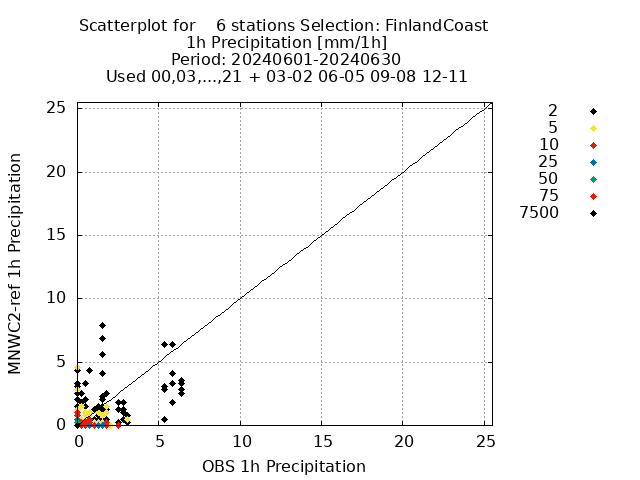 Scatterplot for    6 stations Selection: FinlandCoast
1h Precipitation [mm/1h]
Period: 20240601-20240630
Used 00,03,...,21 + 03-02 06-05 09-08 12-11
MNWC2-ref 1h Precipitation
25
20
15
10
5
0
0 5 10 15 20 25
OBS 1h Precipitation
2
5
10
25
50
75
7500